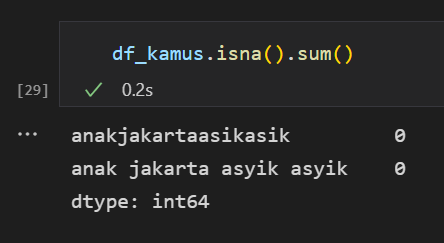 df_kamus.isna().sum()
[29] 0.2s
... anakjakartaasikasik 0
anak jakarta asyik asyik 0
dtype: int64